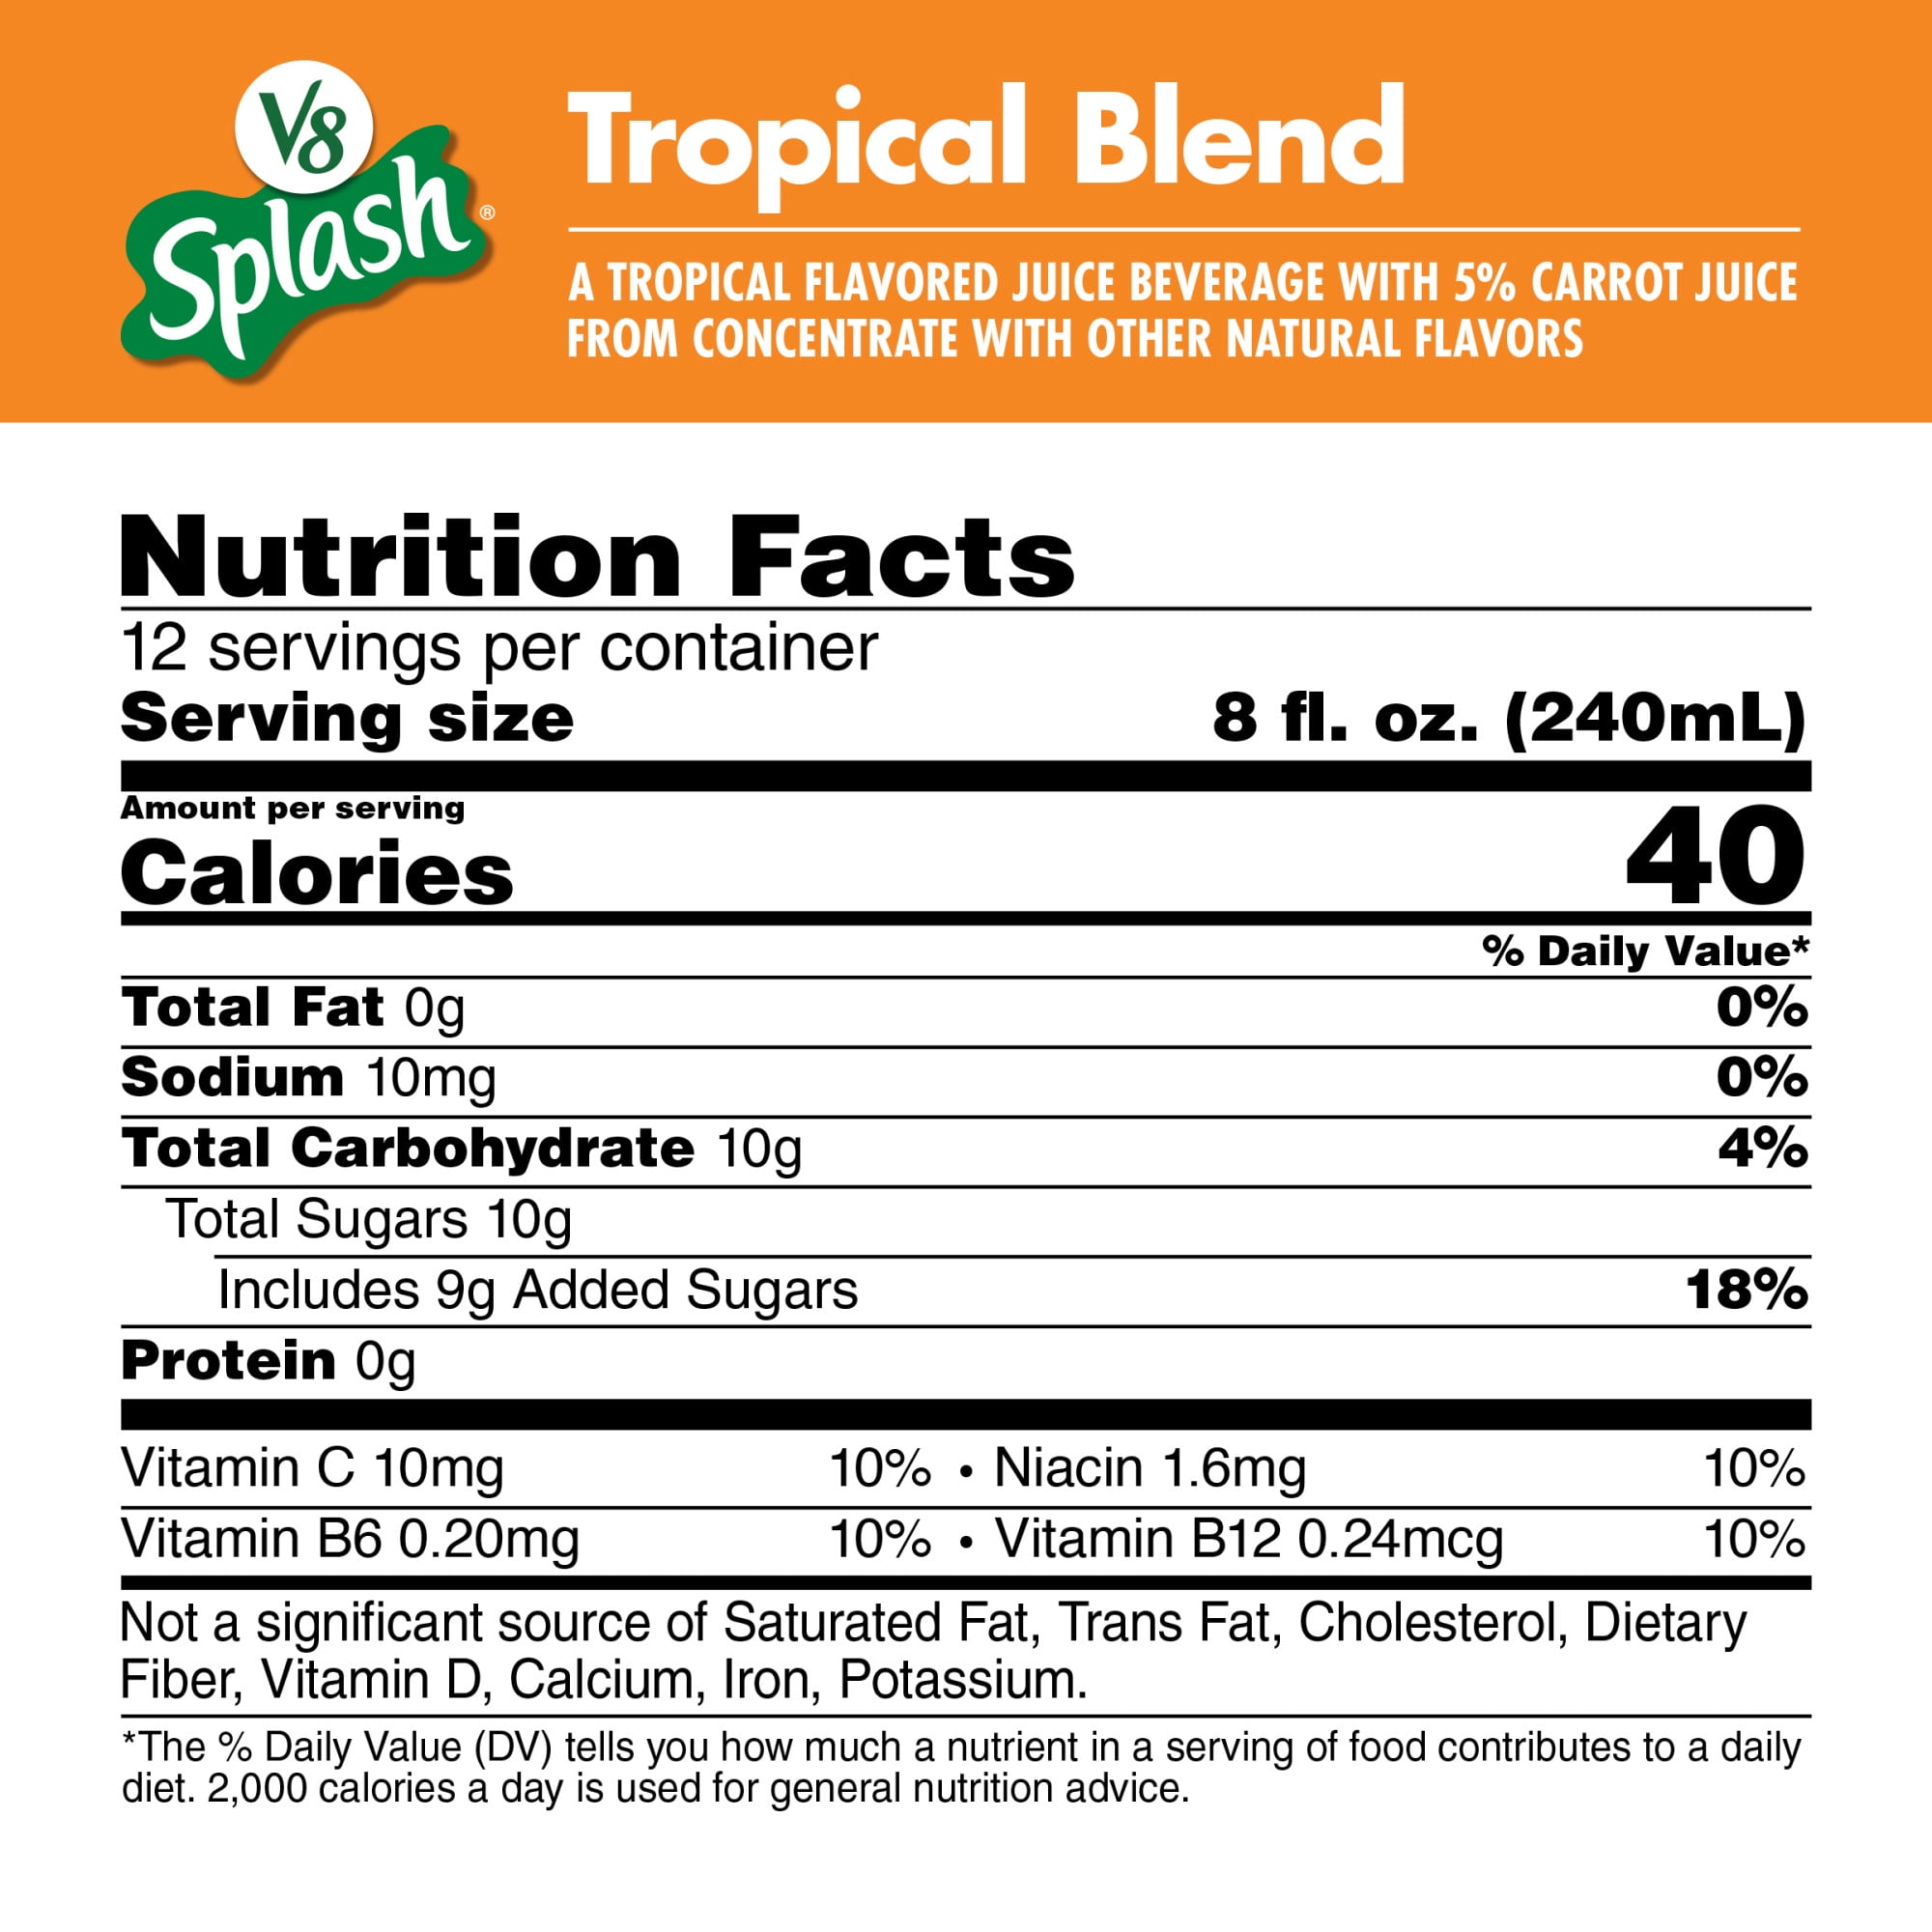 V8
Splash®
Tropical Blend
A TROPICAL FLAVORED JUICE BEVERAGE WITH 5% CARROT JUICE
FROM CONCENTRATE WITH OTHER NATURAL FLAVORS
Nutrition Facts
12 servings per container
Serving size 8 fl. oz. (240mL)
Amount per serving
Calories 40
% Daily Value*
Total Fat 0g 0%
Sodium 10mg 0%
Total Carbohydrate 10g 4%
Total Sugars 10g
Includes 9g Added Sugars 18%
Protein 0g
Vitamin C 10mg 10% • Niacin 1.6mg 10%
Vitamin B6 0.20mg 10% • Vitamin B12 0.24mcg 10%
Not a significant source of Saturated Fat, Trans Fat, Cholesterol, Dietary
Fiber, Vitamin D, Calcium, Iron, Potassium.
*The % Daily Value (DV) tells you how much a nutrient in a serving of food contributes to a daily
diet. 2,000 calories a day is used for general nutrition advice.